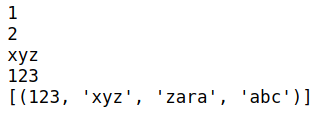 1
2
xyz
123
[(123, 'xyz', 'zara', 'abc')]